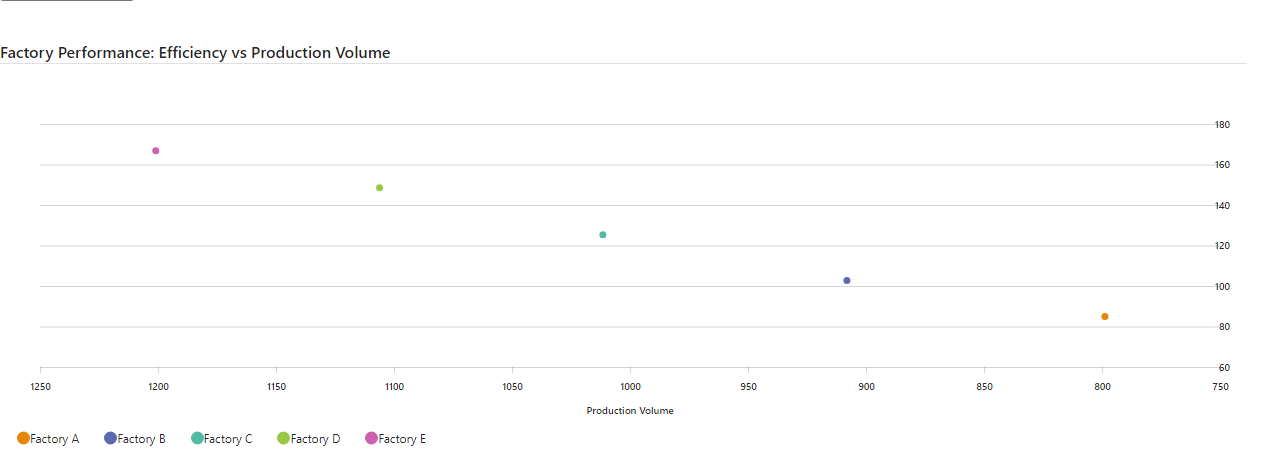 Factory Performance: Efficiency vs Production Volume
180
160
140
120
100
80
60
1250 1200 1150 1100 1050 1000 950 900 850 800 750
Production Volume
Factory A Factory B Factory C Factory D Factory E